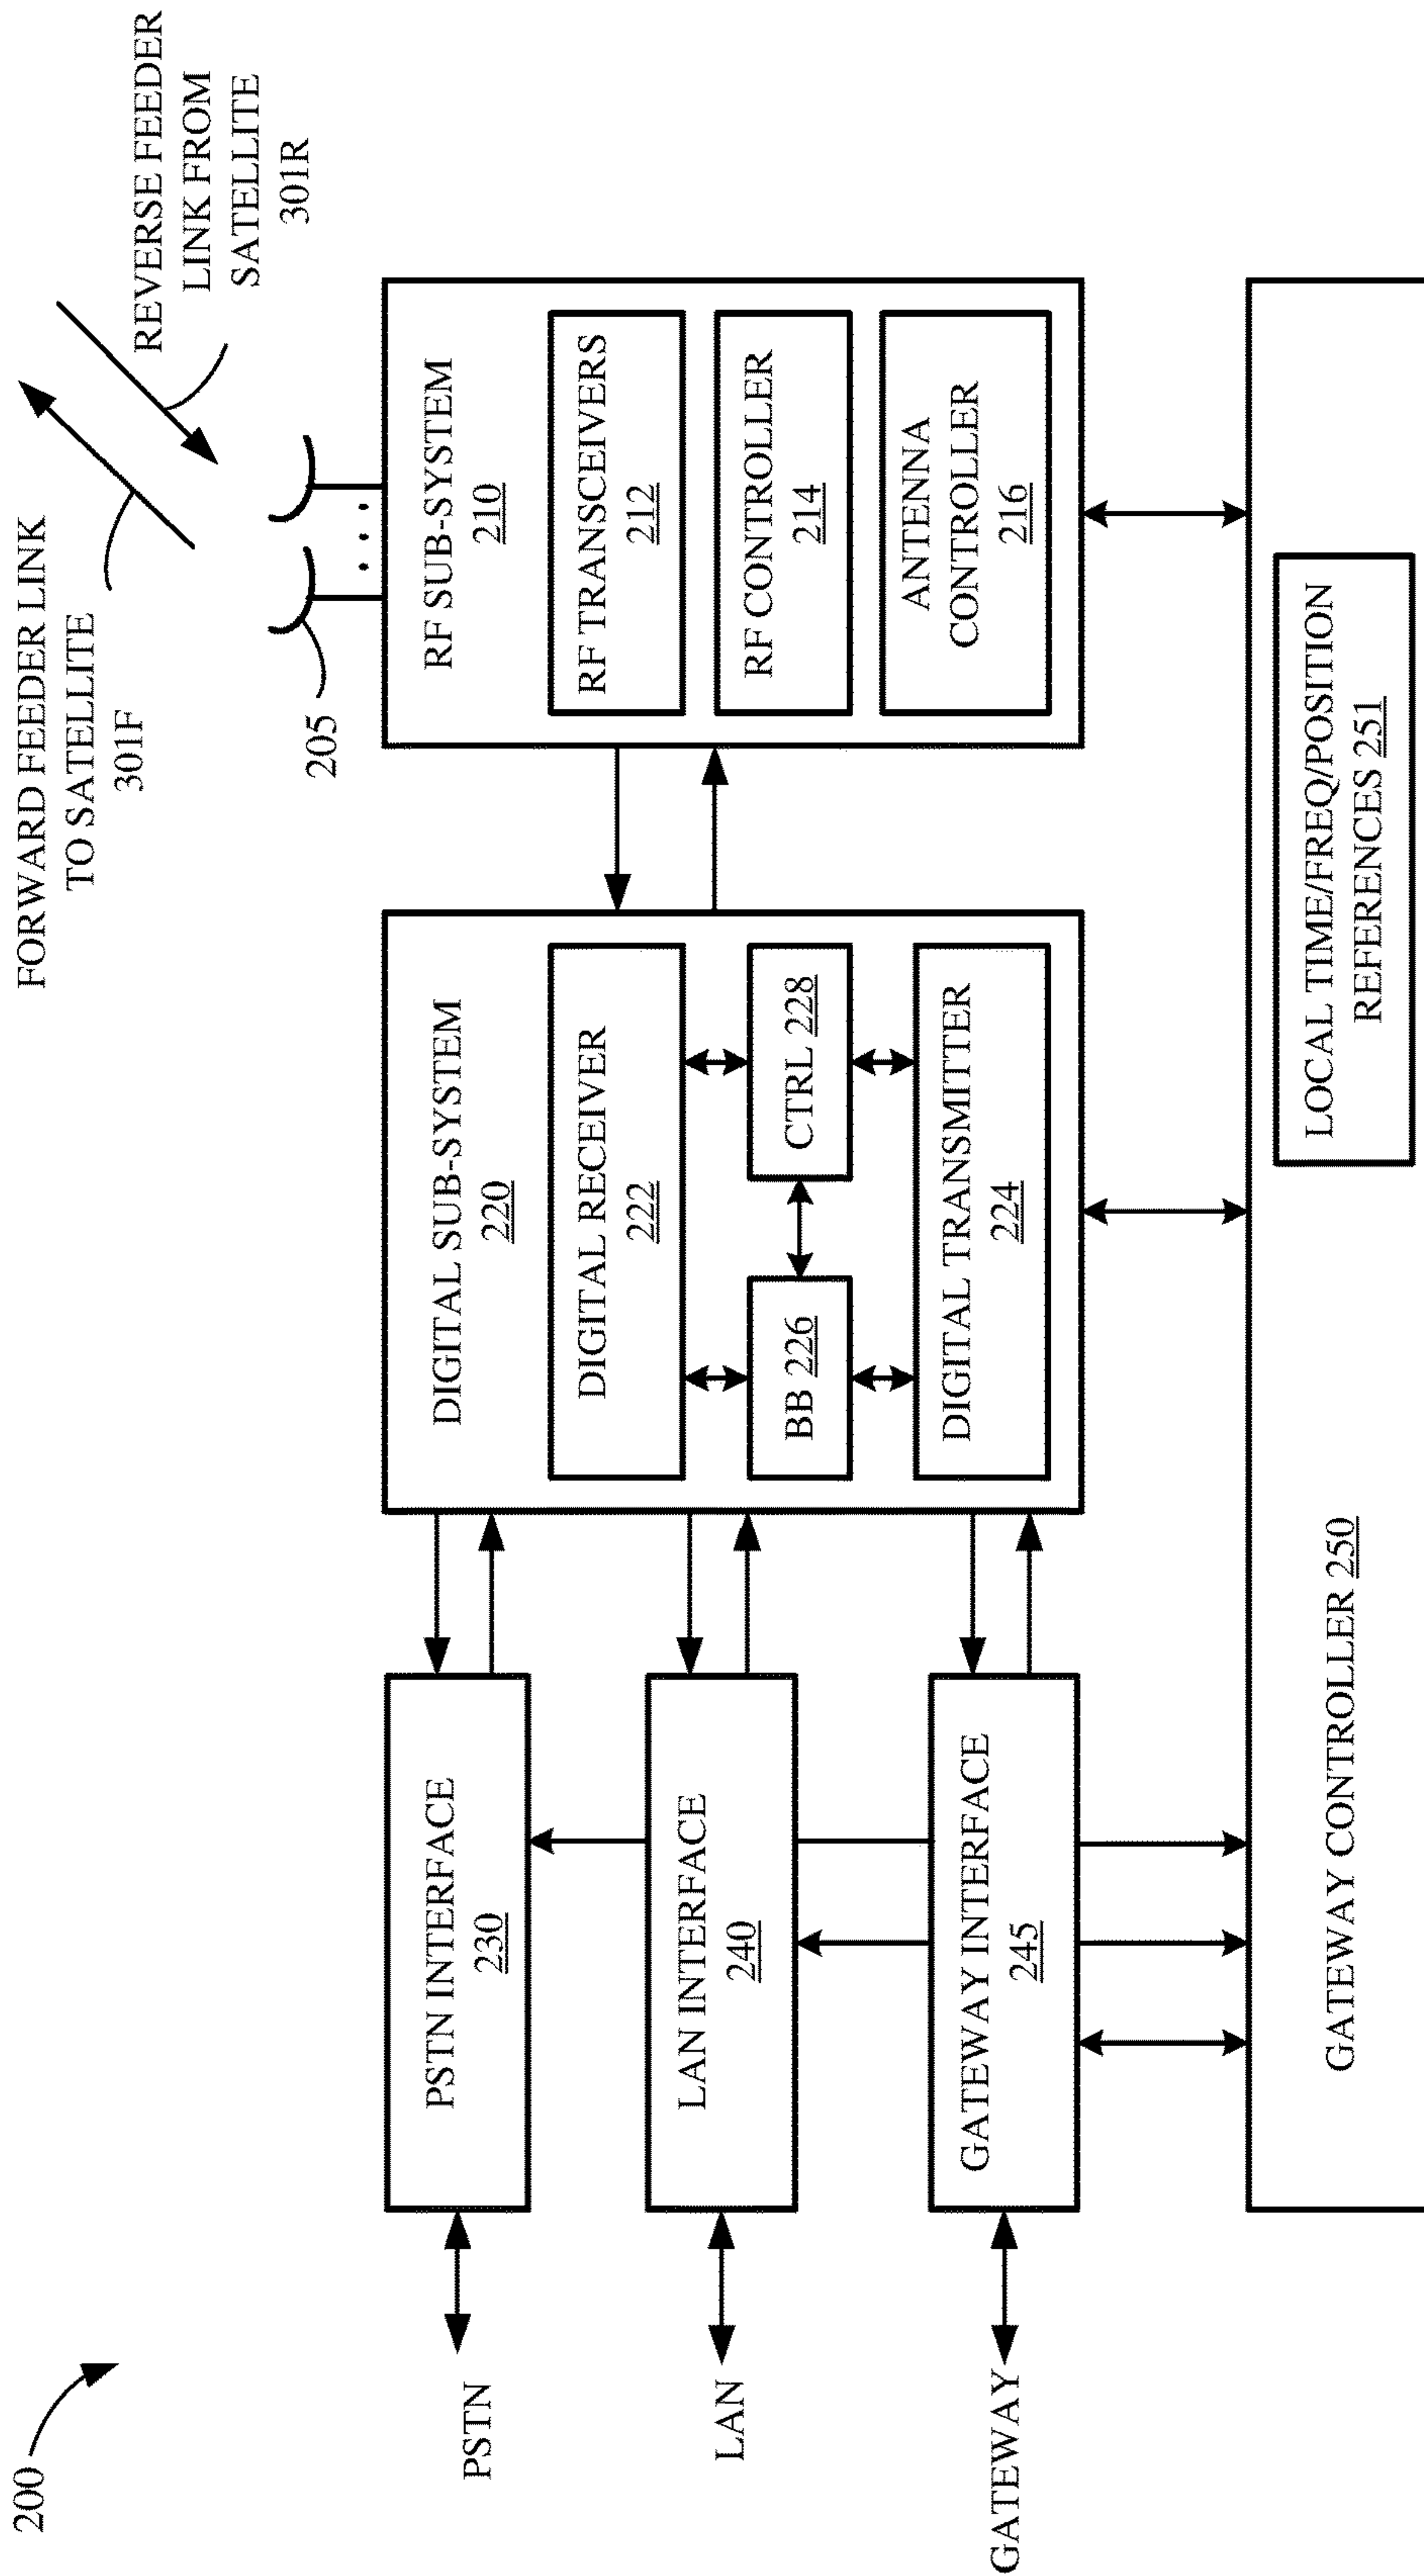 200
FORWARD FEEDER LINK
TO SATELLITE
301F
REVERSE FEEDER
LINK FROM
SATELLITE
301R
205
PSTN
LAN
GATEWAY
PSTN INTERFACE
230
LAN INTERFACE
240
GATEWAY INTERFACE
245
DIGITAL SUB-SYSTEM
220
DIGITAL RECEIVER
222
BB 226
CTRL 228
DIGITAL TRANSMITTER
224
RF SUB-SYSTEM
210
RF TRANSCEIVERS
212
RF CONTROLLER
214
ANTENNA
CONTROLLER
216
GATEWAY CONTROLLER 250
LOCAL TIME/FREQ/POSITION
REFERENCES 251